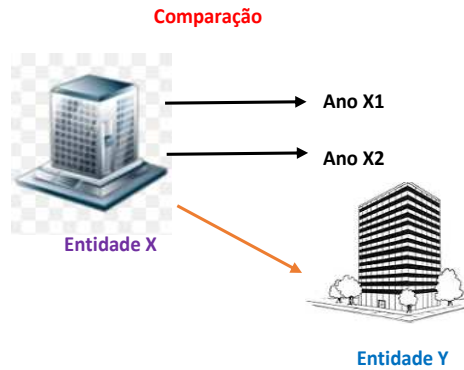 Comparação
Ano X1
Ano X2
Entidade X
Entidade Y